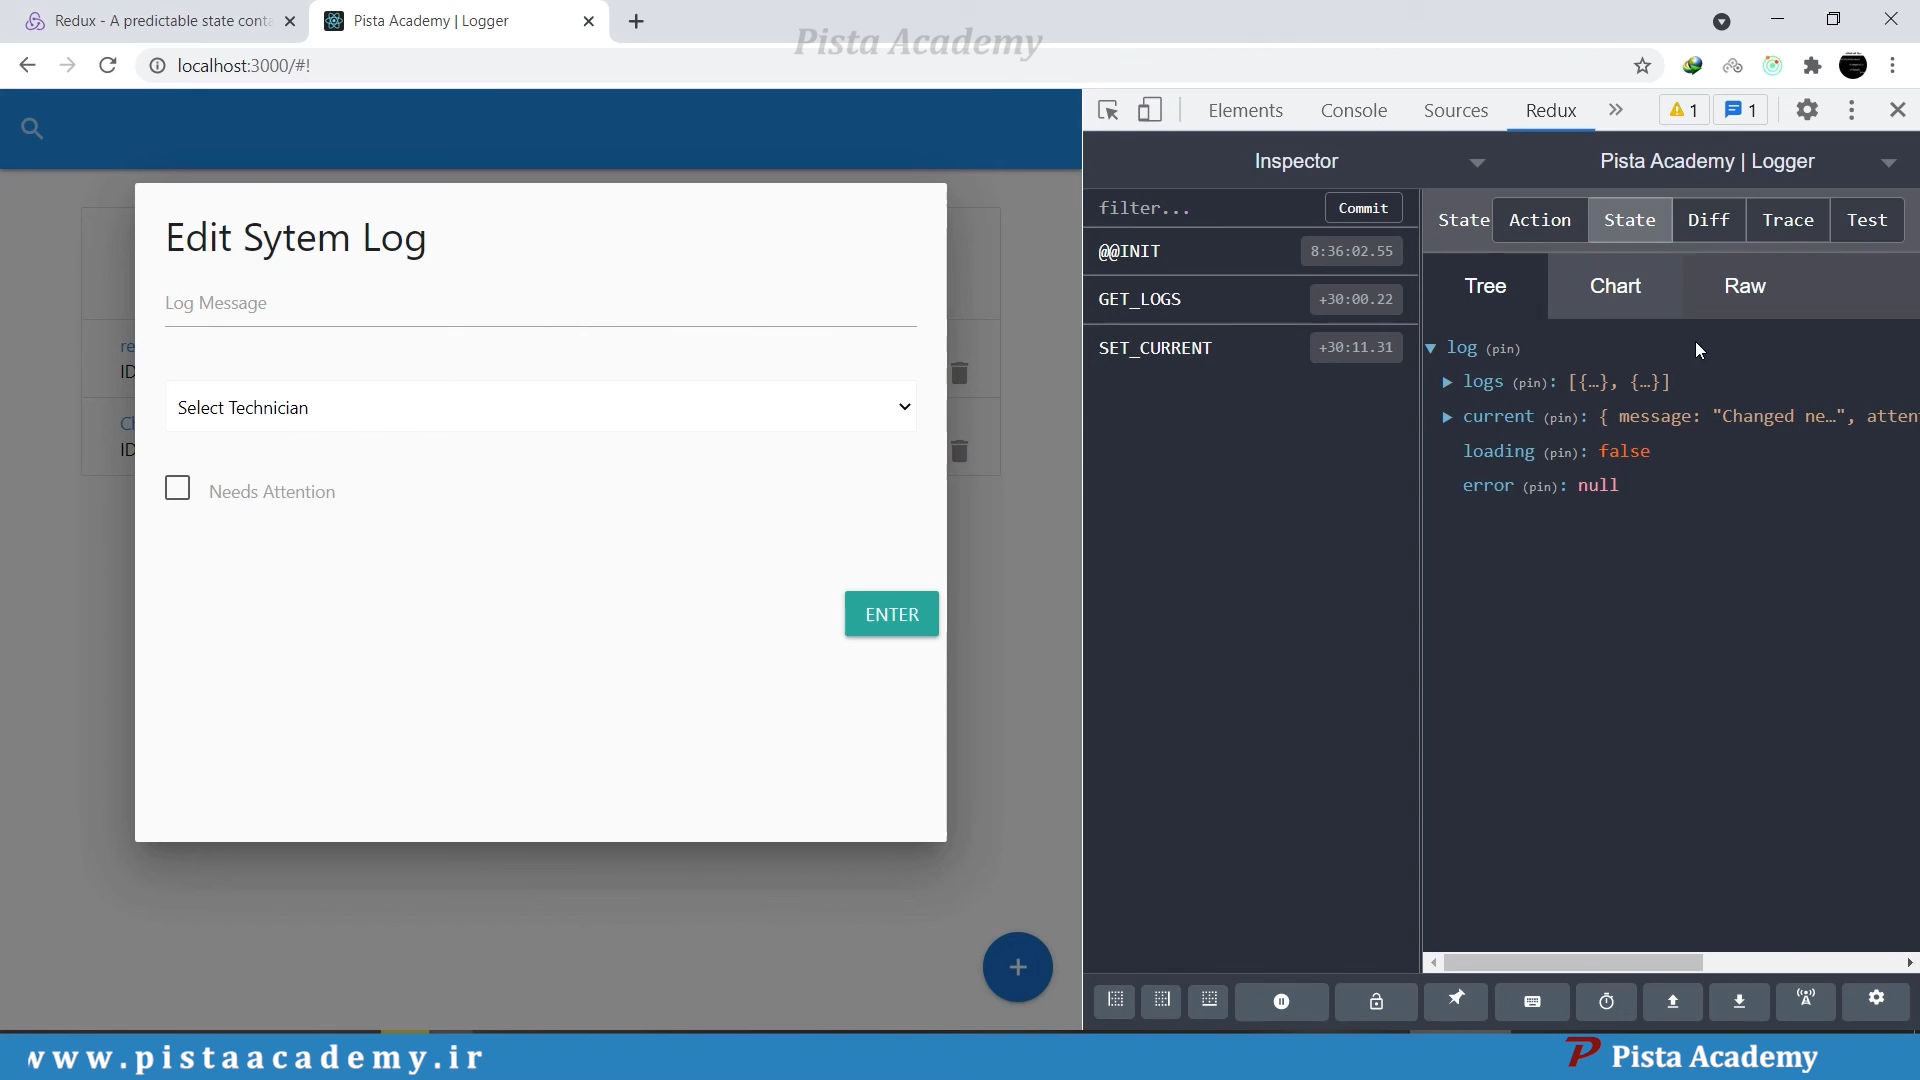 Redux - A predictable state conta
Pista Academy | Logger
Pista Academy
localhost:3000/#!
Elements
Console
Sources
Redux
1
1
Inspector
Pista Academy | Logger
filter...
Commit
State
Action
State
Diff
Trace
Test
@@INIT
8:36:02.55
GET_LOGS
+30:00.22
SET_CURRENT
+30:11.31
Tree
Chart
Raw
log (pin)
logs (pin): [{…}, {…}]
current (pin): { message: "Changed ne…", atten
loading (pin): false
error (pin): null
Edit Sytem Log
Log Message
re
ID
Select Technician
Ch
ID
Needs Attention
ENTER
www.pistaacademy.ir
Pista Academy